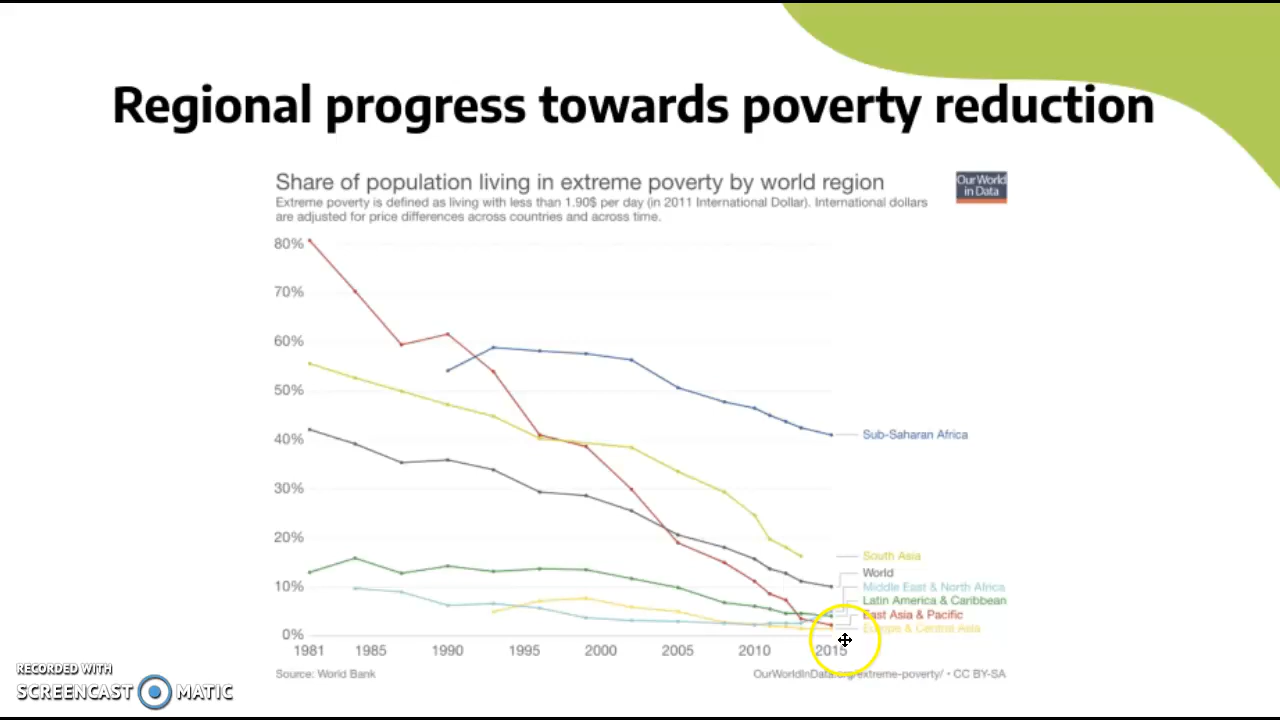 Regional progress towards poverty reduction
Share of population living in extreme poverty by world region
Our World
in Data
Extreme poverty is defined as living with less than 1.90$ per day (in 2011 International Dollar). International dollars
are adjusted for price differences across countries and across time.
80%
70%
60%
50%
40%
30%
20%
10%
0%
Sub-Saharan Africa
South Asia
World
Middle East & North Africa
Latin America & Caribbean
East Asia & Pacific
Europe & Central Asia
1981 1985 1990 1995 2000 2005 2010 2015
Source: World Bank
OurWorldInData.org/extreme-poverty/ • CC BY-SA
RECORDED WITH
SCREENCAST MATIC